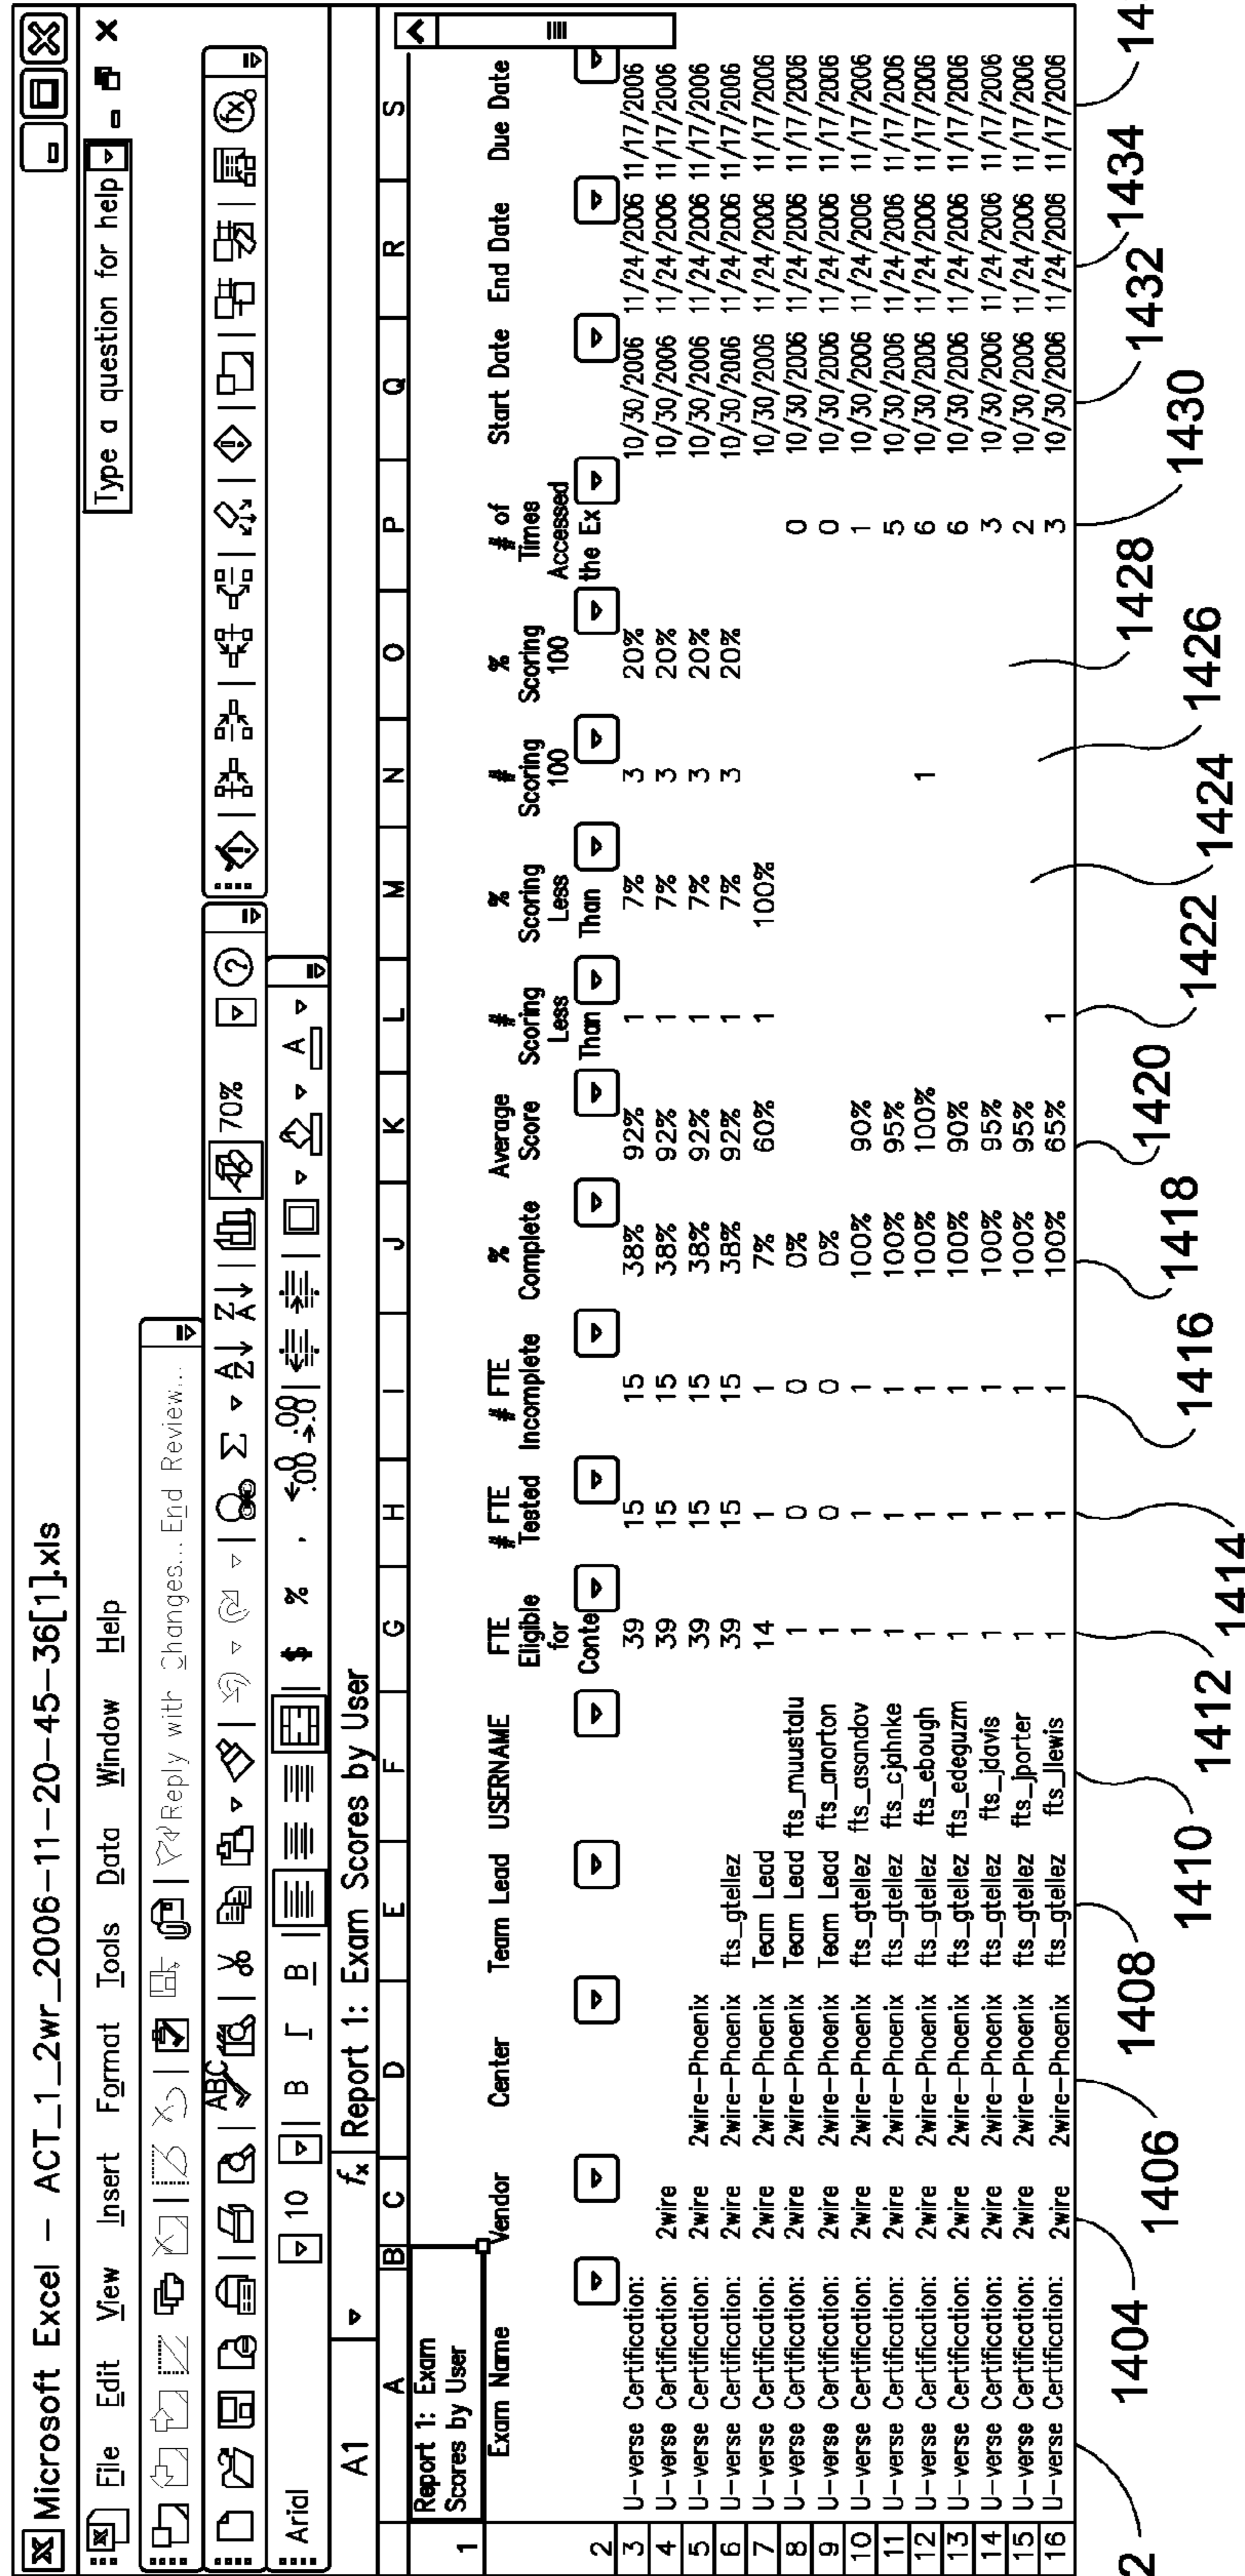 Microsoft Excel - ACT_1_2wr_2006-11-20-45-36[1].xls
File Edit View Insert Format Tools Data Window Help Type a question for help
Reply with Changes... End Review...
ABC 70%
Arial 10 B I B $ % ,
A1 fx Report 1: Exam Scores by User
A B C D E F G H I J K L M N O P Q R S
1 Report 1: Exam
Scores by User
2 Exam Name Vendor Center Team Lead USERNAME FTE Eligible for Conte # FTE Tested # FTE Incomplete % Complete Average Score # Scoring Less Than % Scoring Less Than # Scoring 100 % Scoring 100 # of Times Accessed the Ex Start Date End Date Due Date
3 U-verse Certification: 39 15 15 38% 92% 1 7% 3 20% 10/30/2006 11/24/2006 11/17/2006
4 U-verse Certification: 2wire 39 15 15 38% 92% 1 7% 3 20% 10/30/2006 11/24/2006 11/17/2006
5 U-verse Certification: 2wire 2wire-Phoenix 39 15 15 38% 92% 1 7% 3 20% 10/30/2006 11/24/2006 11/17/2006
6 U-verse Certification: 2wire 2wire-Phoenix fts_gtellez 39 15 15 38% 92% 1 7% 3 20% 10/30/2006 11/24/2006 11/17/2006
7 U-verse Certification: 2wire 2wire-Phoenix Team Lead 14 1 1 7% 60% 1 100% 10/30/2006 11/24/2006 11/17/2006
8 U-verse Certification: 2wire 2wire-Phoenix Team Lead fts_muustalu 1 0 0 0% 0 10/30/2006 11/24/2006 11/17/2006
9 U-verse Certification: 2wire 2wire-Phoenix Team Lead fts_anorton 1 0 0 0% 0 10/30/2006 11/24/2006 11/17/2006
10 U-verse Certification: 2wire 2wire-Phoenix fts_gtellez fts_asandov 1 1 1 100% 90% 1 10/30/2006 11/24/2006 11/17/2006
11 U-verse Certification: 2wire 2wire-Phoenix fts_gtellez fts_cjahnke 1 1 1 100% 95% 5 10/30/2006 11/24/2006 11/17/2006
12 U-verse Certification: 2wire 2wire-Phoenix fts_gtellez fts_ebough 1 1 1 100% 100% 1 6 10/30/2006 11/24/2006 11/17/2006
13 U-verse Certification: 2wire 2wire-Phoenix fts_gtellez fts_edeguzm 1 1 1 100% 90% 6 10/30/2006 11/24/2006 11/17/2006
14 U-verse Certification: 2wire 2wire-Phoenix fts_gtellez fts_jdavis 1 1 1 100% 95% 3 10/30/2006 11/24/2006 11/17/2006
15 U-verse Certification: 2wire 2wire-Phoenix fts_gtellez fts_jporter 1 1 1 100% 95% 2 10/30/2006 11/24/2006 11/17/2006
16 U-verse Certification: 2wire 2wire-Phoenix fts_gtellez fts_jlewis 1 1 1 100% 65% 1 3 10/30/2006 11/24/2006 11/17/2006
2 1404 1406 1408 1410 1412 1414 1416 1418 1420 1422 1424 1426 1428 1430 1432 1434 14